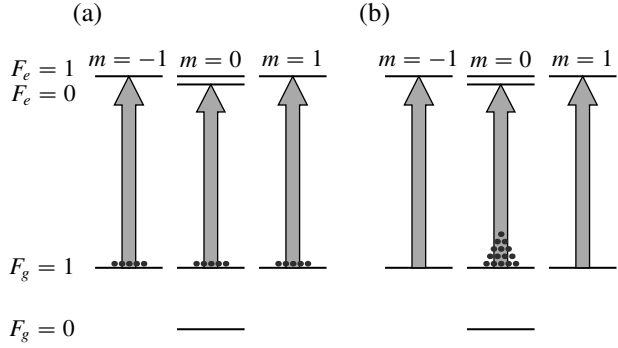 (a) (b)
m = −1 m = 0 m = 1 m = −1 m = 0 m = 1
F_e = 1
F_e = 0
F_g = 1
F_g = 0